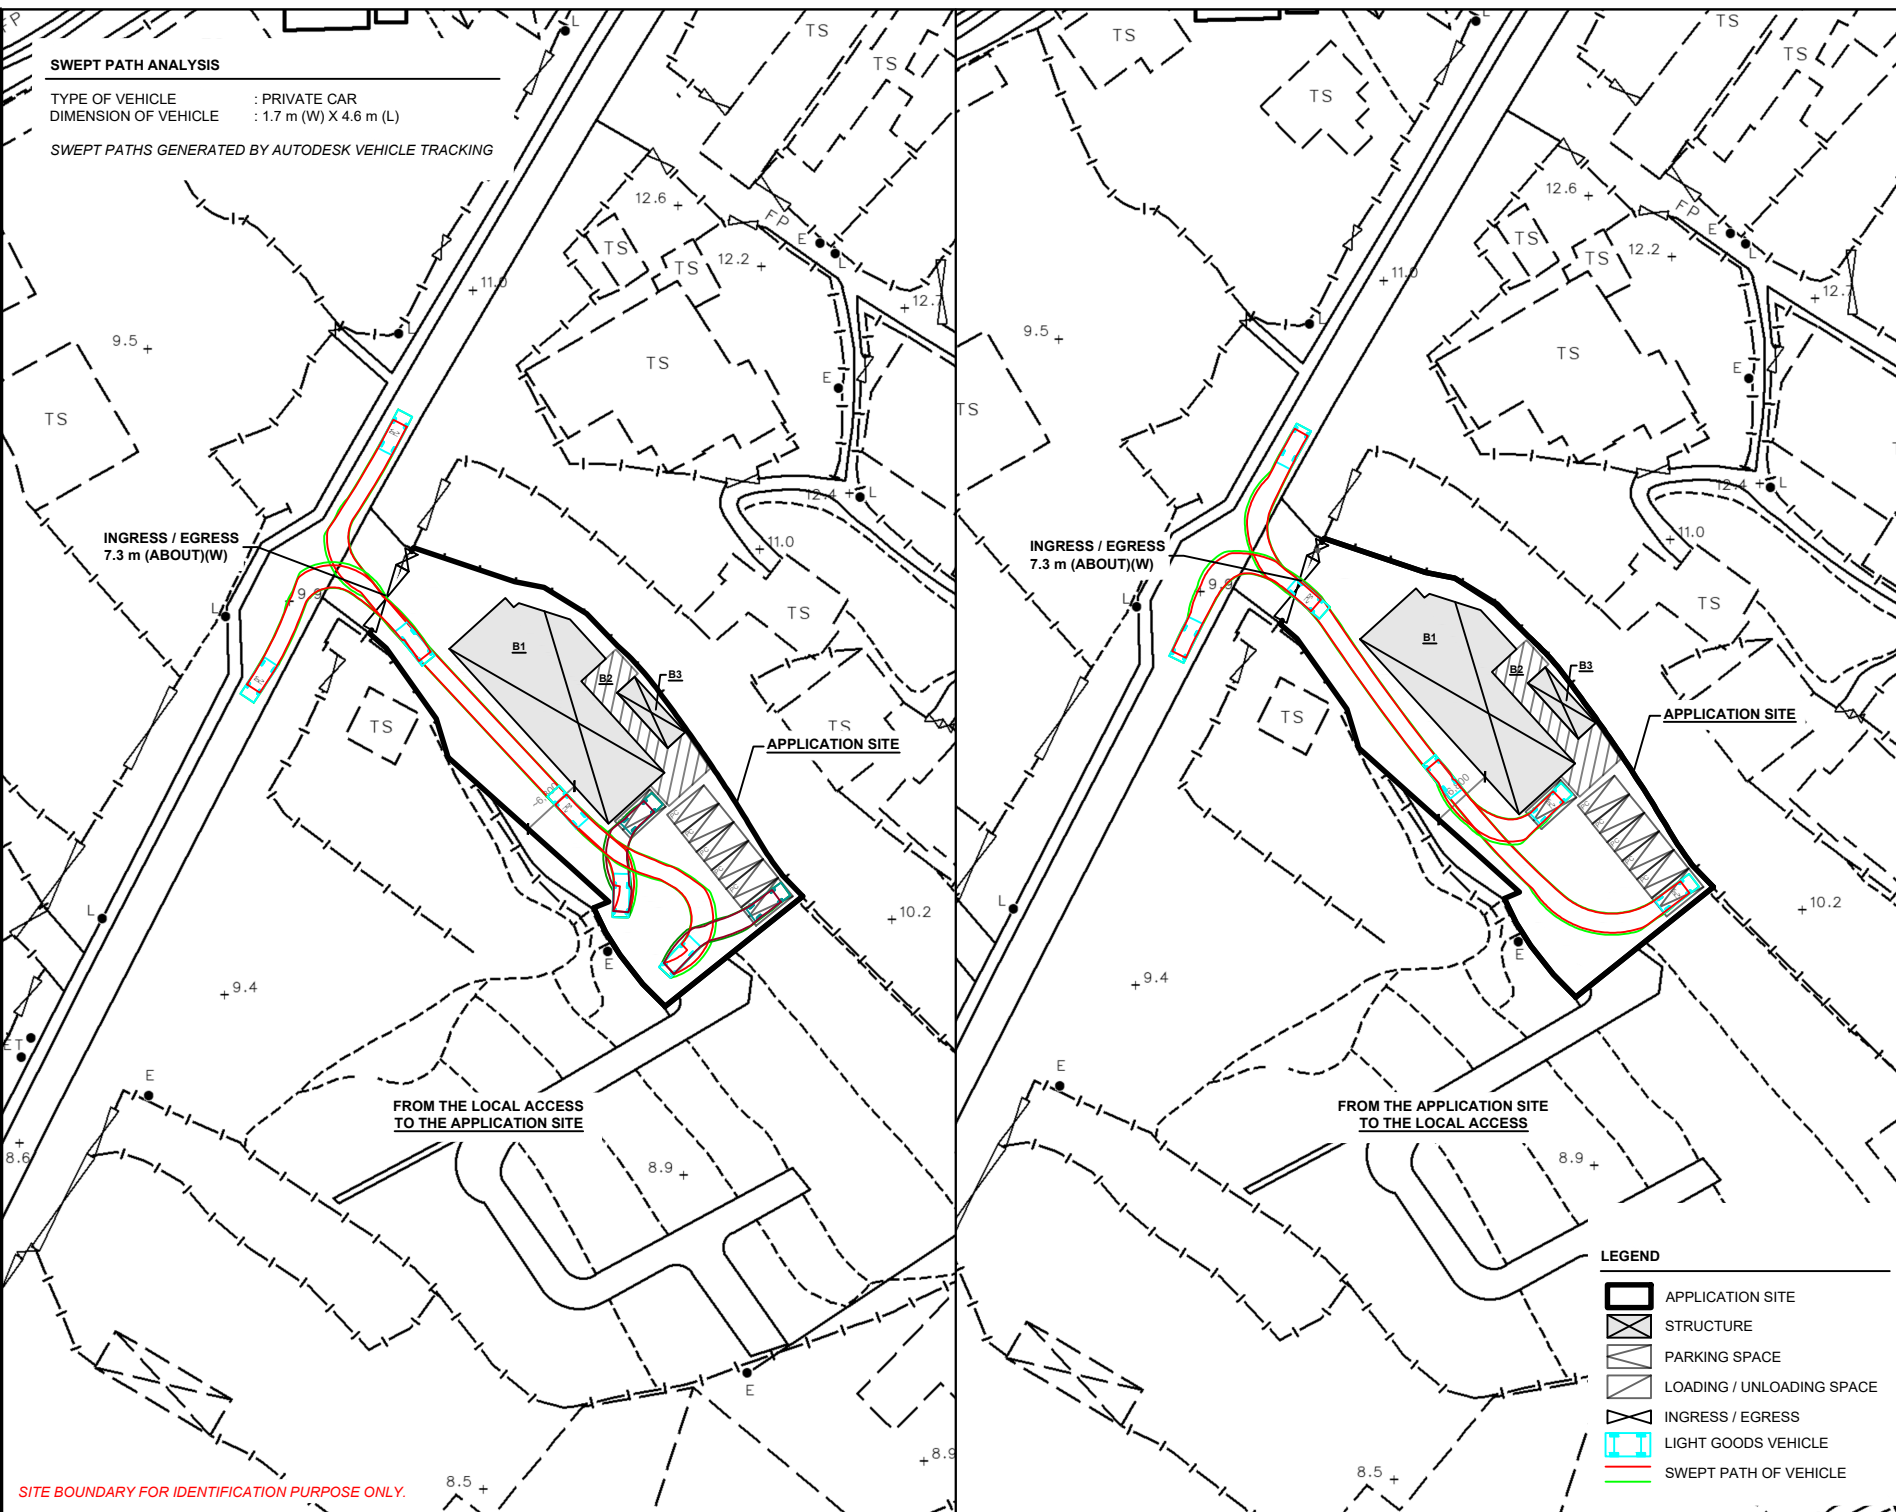 SWEPT PATH ANALYSIS
TYPE OF VEHICLE : PRIVATE CAR
DIMENSION OF VEHICLE : 1.7 m (W) X 4.6 m (L)
SWEPT PATHS GENERATED BY AUTODESK VEHICLE TRACKING
FP
L
TS
TS
12.6
FP
E
L
TS
TS
12.2
11.0
12.7
L
9.5
TS
E
TS
INGRESS / EGRESS
7.3 m (ABOUT)(W)
12.4
L
11.0
9.9
L
TS
B1
B2
B3
TS
TS
APPLICATION SITE
L
10.2
E
9.4
E
FROM THE LOCAL ACCESS
TO THE APPLICATION SITE
8.6
8.9
E
8.9
8.5
SITE BOUNDARY FOR IDENTIFICATION PURPOSE ONLY.
L
TS
TS
TS
TS
12.6
FP
E
L
TS
TS
12.2
11.0
12.7
L
9.5
TS
E
TS
INGRESS / EGRESS
7.3 m (ABOUT)(W)
12.4
L
11.0
9.9
L
TS
B1
B2
B3
TS
APPLICATION SITE
L
10.2
E
9.4
E
FROM THE APPLICATION SITE
TO THE LOCAL ACCESS
8.9
8.5
LEGEND
APPLICATION SITE
STRUCTURE
PARKING SPACE
LOADING / UNLOADING SPACE
INGRESS / EGRESS
LIGHT GOODS VEHICLE
SWEPT PATH OF VEHICLE